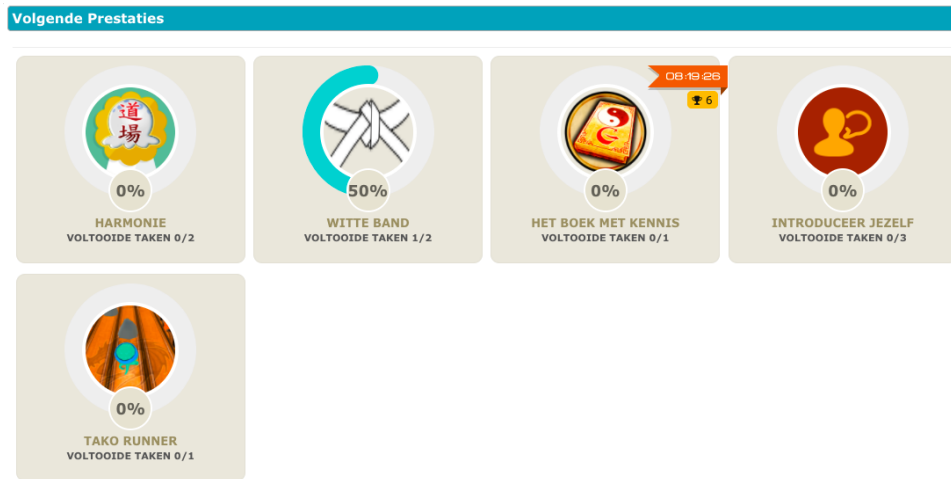 Volgende Prestaties
道
場
0%
HARMONIE
VOLTOOIDE TAKEN 0/2
50%
WITTE BAND
VOLTOOIDE TAKEN 1/2
08:19:26
6
0%
HET BOEK MET KENNIS
VOLTOOIDE TAKEN 0/1
0%
INTRODUCEER JEZELF
VOLTOOIDE TAKEN 0/3
0%
TAKO RUNNER
VOLTOOIDE TAKEN 0/1